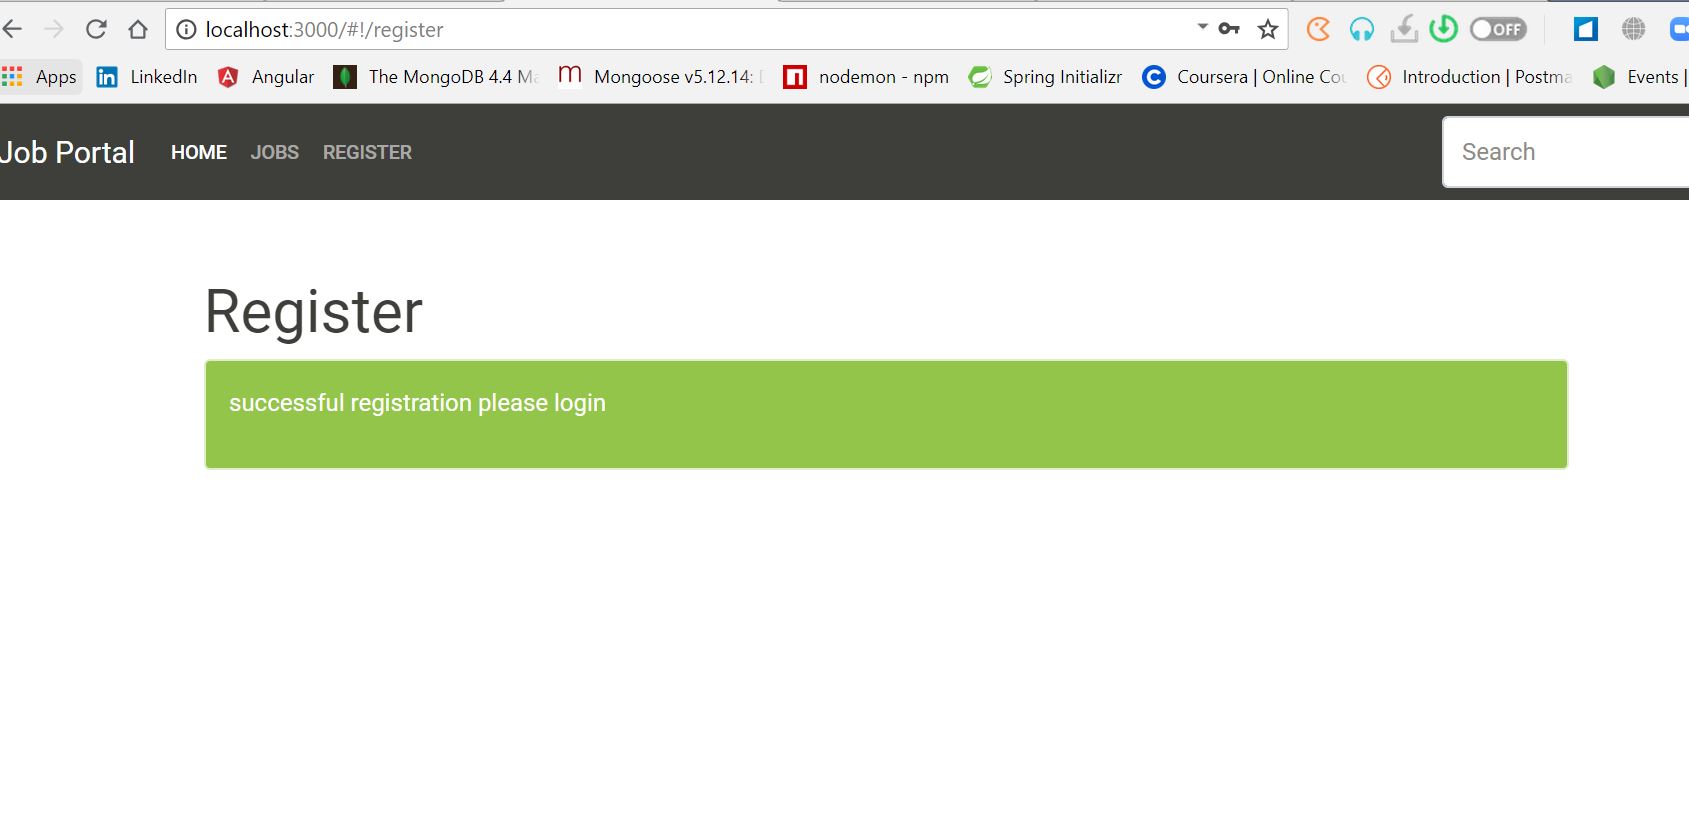 localhost:3000/#!/register
OFF
Apps LinkedIn Angular The MongoDB 4.4 Ma Mongoose v5.12.14: nodemon - npm Spring Initializr Coursera | Online Cou Introduction | Postma Events |
Job Portal HOME JOBS REGISTER Search
Register
successful registration please login